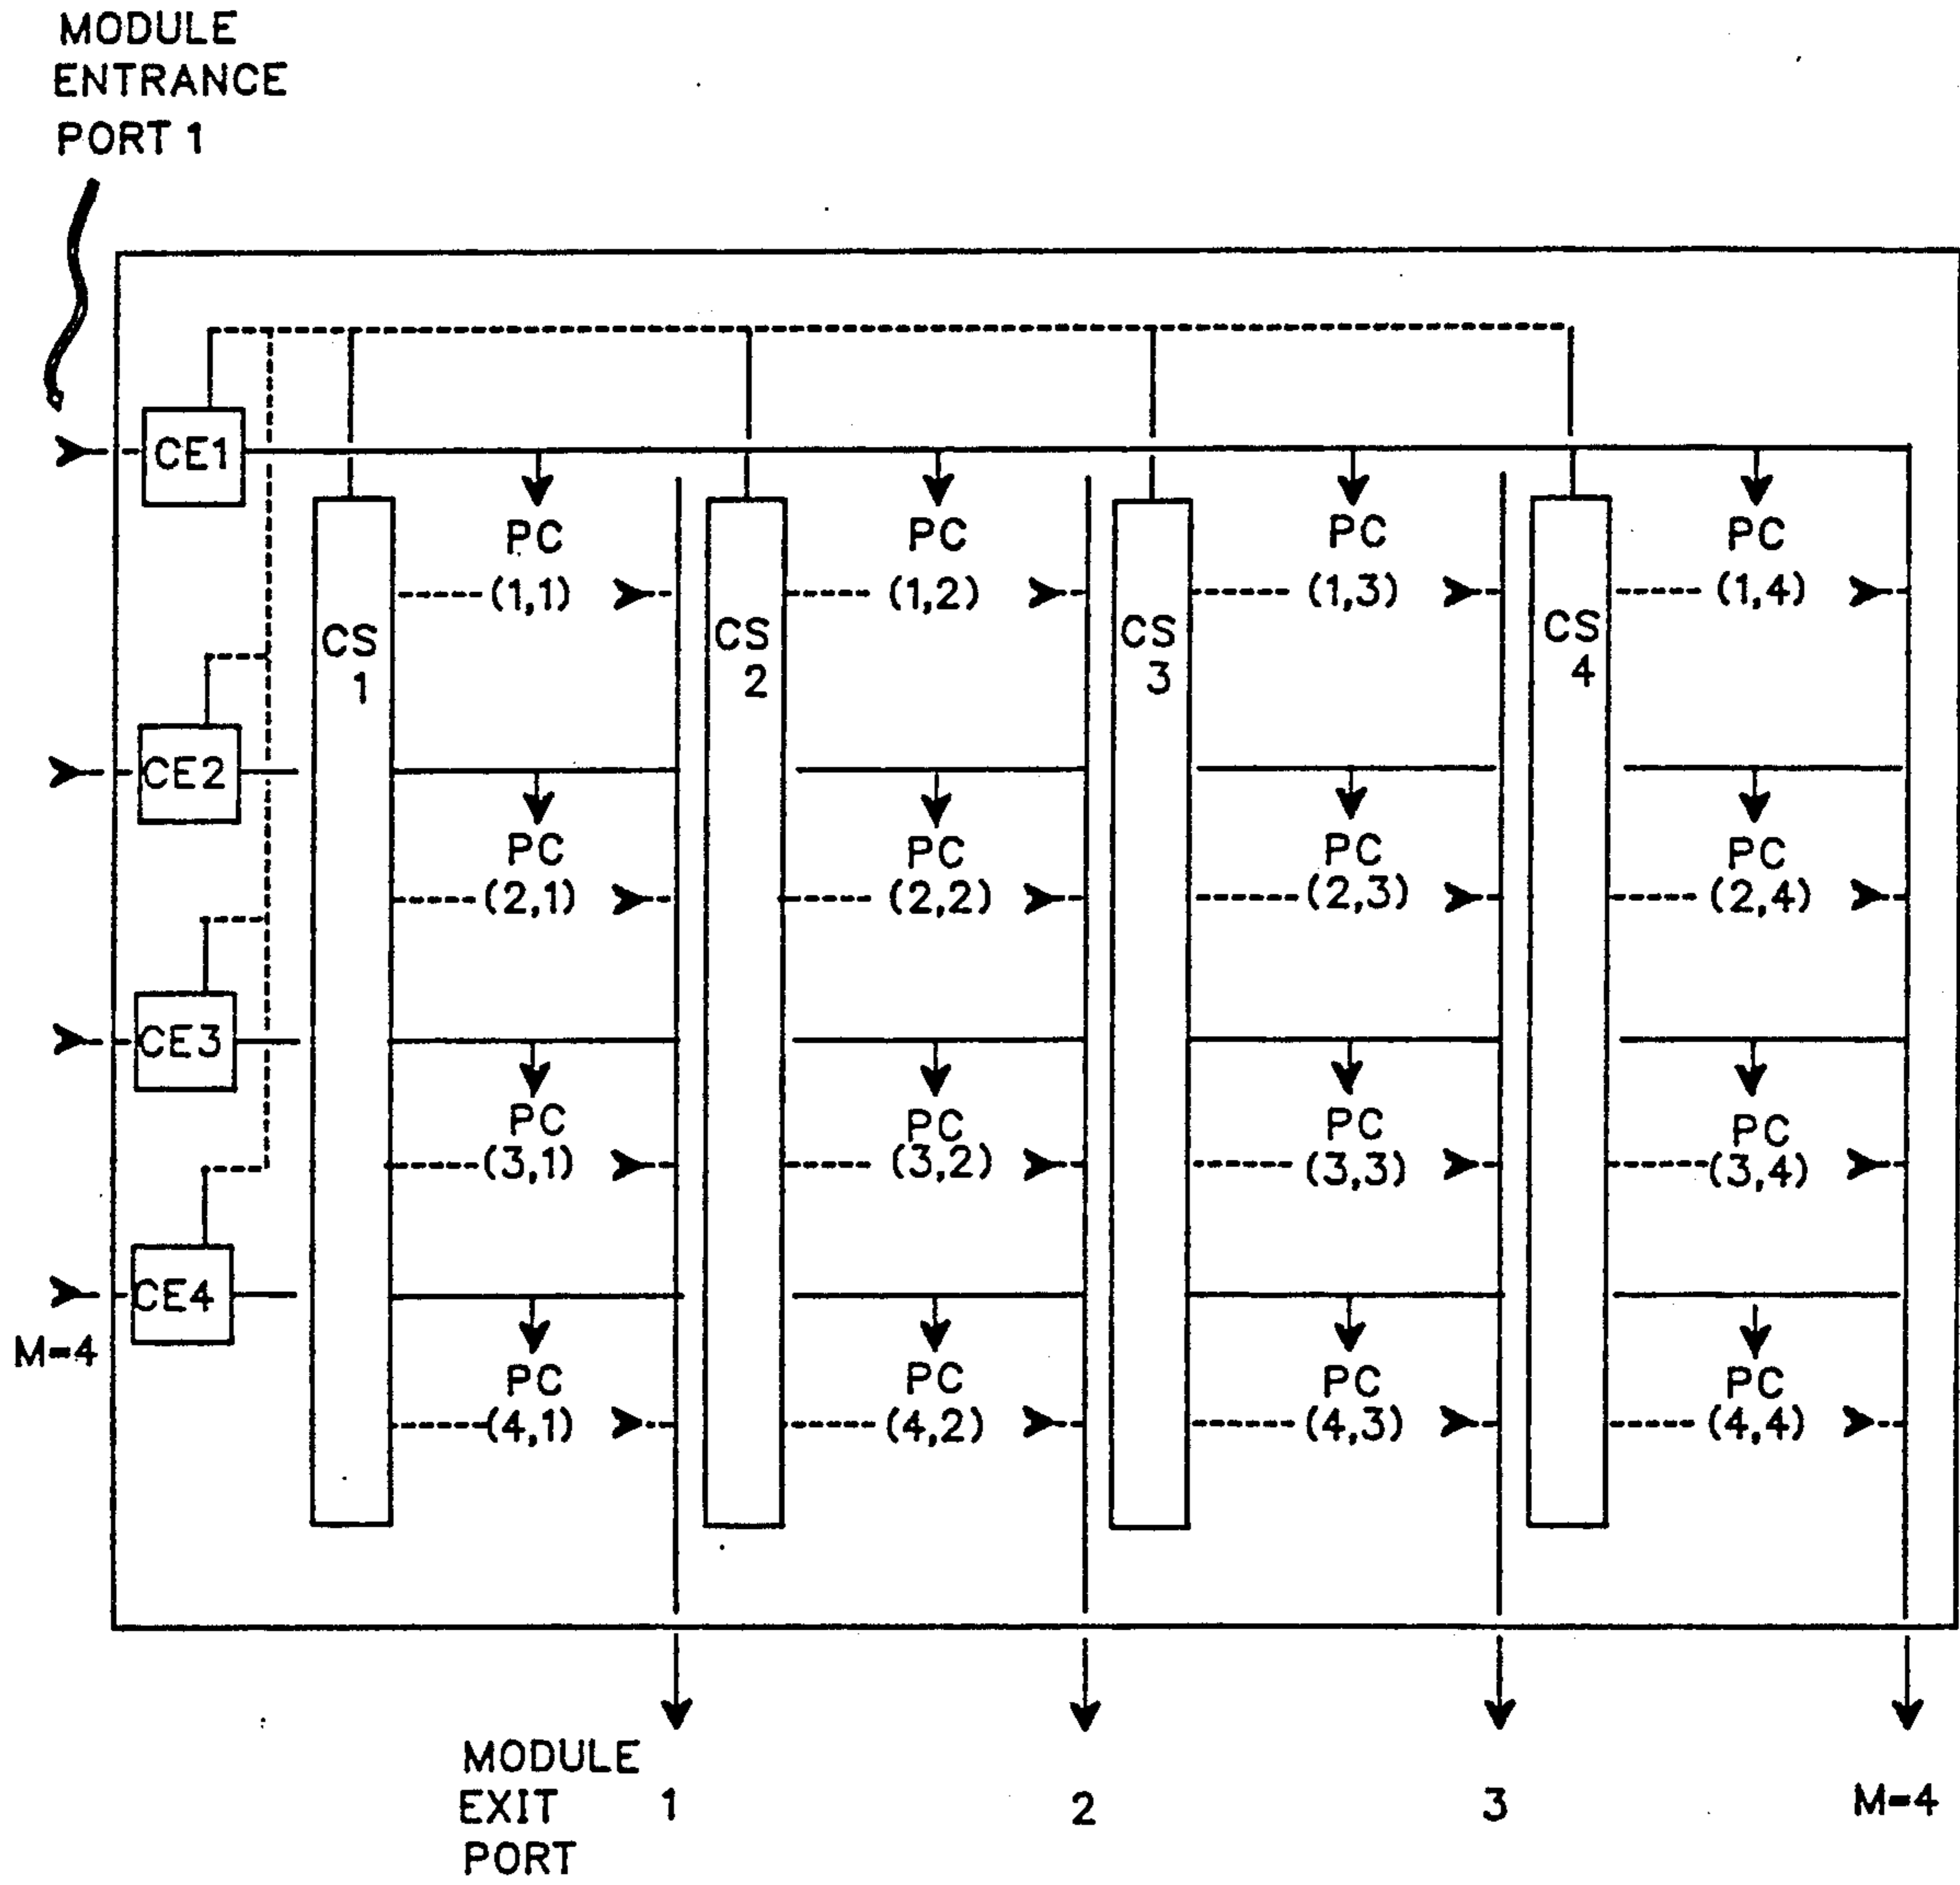 MODULE
ENTRANCE
PORT 1
CE1
PC PC PC PC
(1,1) (1,2) (1,3) (1,4)
CS
1
CS
2
CS
3
CS
4
CE2
PC PC PC PC
(2,1) (2,2) (2,3) (2,4)
CE3
PC PC PC PC
(3,1) (3,2) (3,3) (3,4)
CE4
M=4
PC PC PC PC
(4,1) (4,2) (4,3) (4,4)
MODULE
EXIT
PORT
1 2 3 M=4